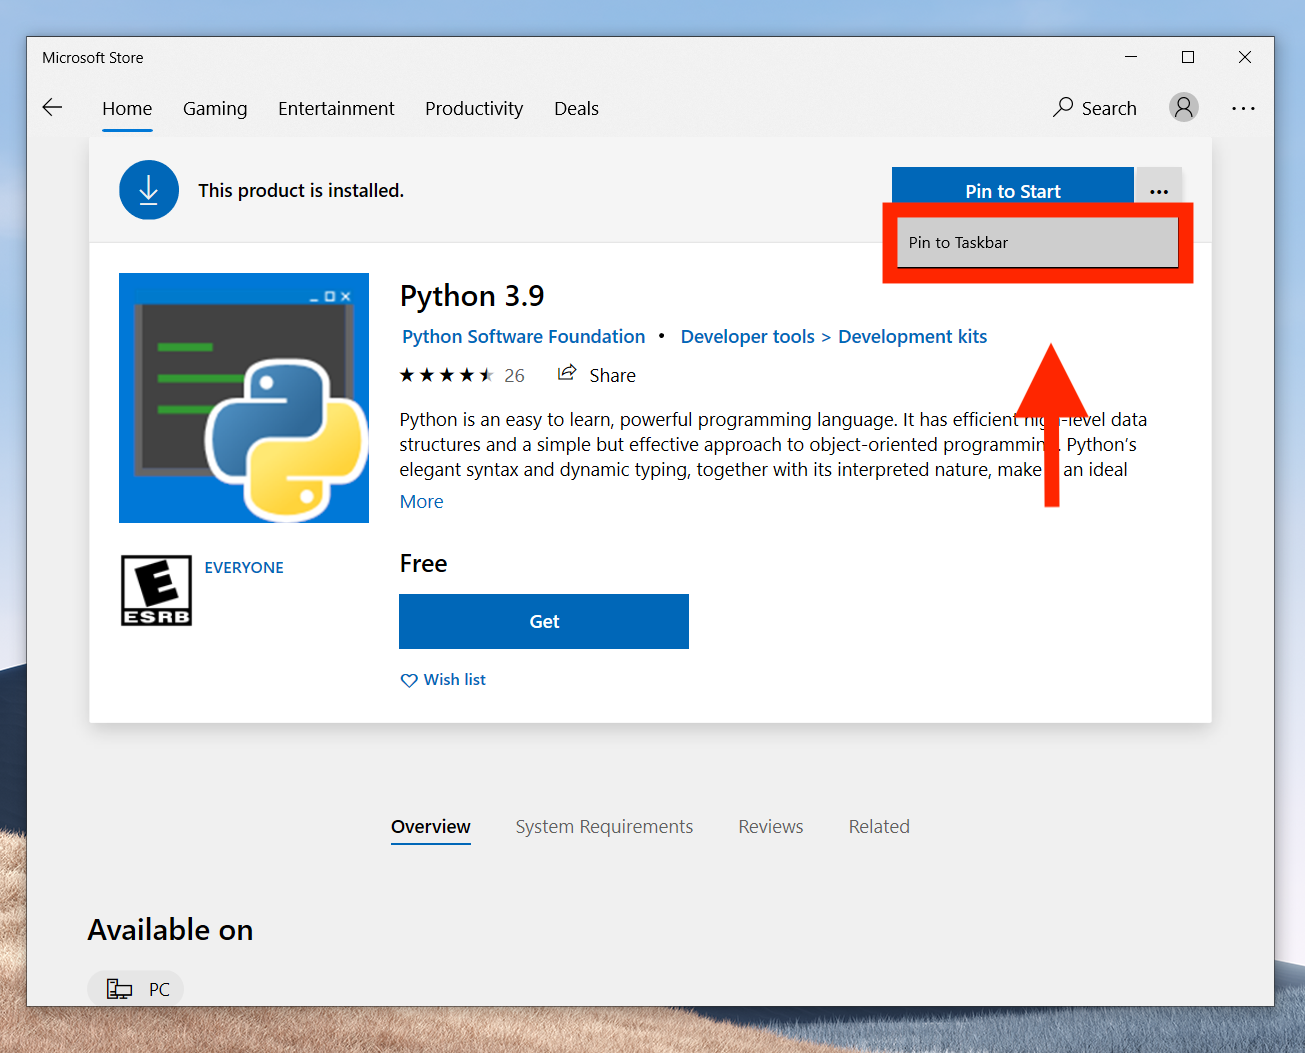 Microsoft Store
Home Gaming Entertainment Productivity Deals Search
This product is installed.
Pin to Start
Pin to Taskbar
Python 3.9
Python Software Foundation • Developer tools > Development kits
26 Share
Python is an easy to learn, powerful programming language. It has efficient high-level data
structures and a simple but effective approach to object-oriented programming. Python's
elegant syntax and dynamic typing, together with its interpreted nature, make it an ideal
More
E
ESRB
EVERYONE
Free
Get
Wish list
Overview System Requirements Reviews Related
Available on
PC